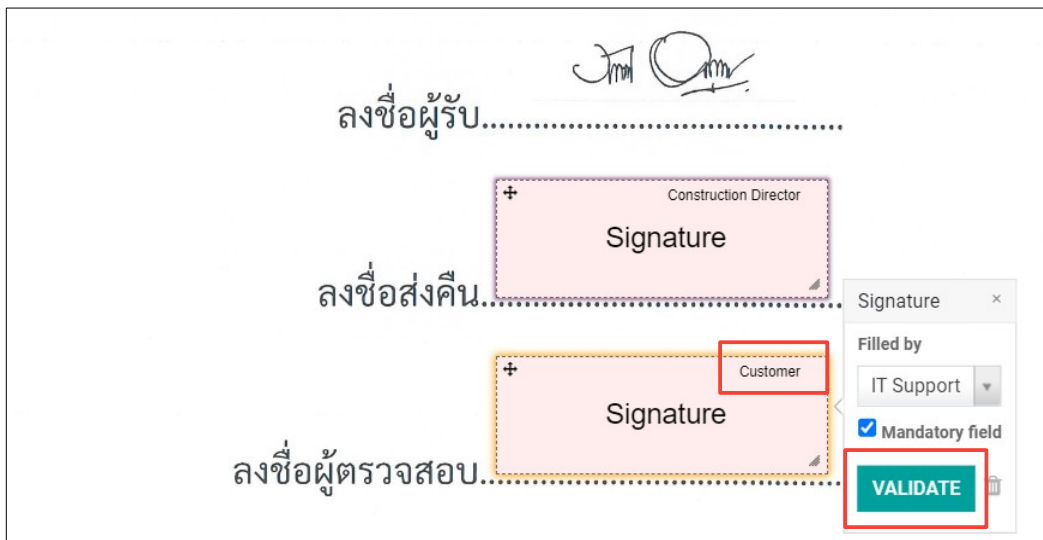 ลงชื่อผู้รับ..........................................
Construction Director
Signature
ลงชื่อส่งคืน..........................................
Signature ×
Filled by
Customer
IT Support
Signature
Mandatory field
ลงชื่อผู้ตรวจสอบ..........................................
VALIDATE